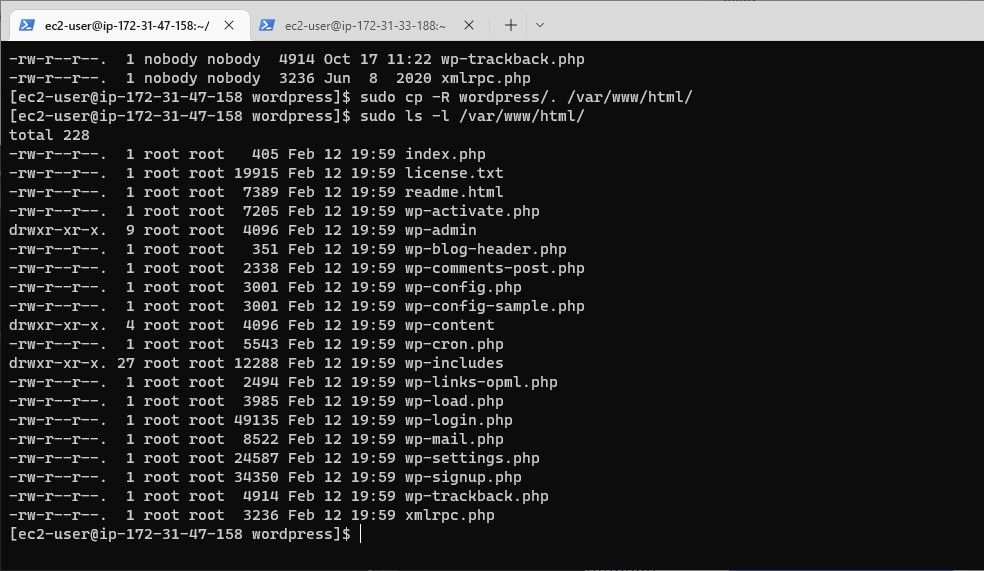 ec2-user@ip-172-31-47-158:~/
ec2-user@ip-172-31-33-188:~
-rw-r--r--.  1 nobody nobody  4914 Oct 17 11:22 wp-trackback.php
-rw-r--r--.  1 nobody nobody  3236 Jun  8  2020 xmlrpc.php
[ec2-user@ip-172-31-47-158 wordpress]$ sudo cp -R wordpress/. /var/www/html/
[ec2-user@ip-172-31-47-158 wordpress]$ sudo ls -l /var/www/html/
total 228
-rw-r--r--.  1 root root   405 Feb 12 19:59 index.php
-rw-r--r--.  1 root root 19915 Feb 12 19:59 license.txt
-rw-r--r--.  1 root root  7389 Feb 12 19:59 readme.html
-rw-r--r--.  1 root root  7205 Feb 12 19:59 wp-activate.php
drwxr-xr-x.  9 root root  4096 Feb 12 19:59 wp-admin
-rw-r--r--.  1 root root   351 Feb 12 19:59 wp-blog-header.php
-rw-r--r--.  1 root root  2338 Feb 12 19:59 wp-comments-post.php
-rw-r--r--.  1 root root  3001 Feb 12 19:59 wp-config.php
-rw-r--r--.  1 root root  3001 Feb 12 19:59 wp-config-sample.php
drwxr-xr-x.  4 root root  4096 Feb 12 19:59 wp-content
-rw-r--r--.  1 root root  5543 Feb 12 19:59 wp-cron.php
drwxr-xr-x. 27 root root 12288 Feb 12 19:59 wp-includes
-rw-r--r--.  1 root root  2494 Feb 12 19:59 wp-links-opml.php
-rw-r--r--.  1 root root  3985 Feb 12 19:59 wp-load.php
-rw-r--r--.  1 root root 49135 Feb 12 19:59 wp-login.php
-rw-r--r--.  1 root root  8522 Feb 12 19:59 wp-mail.php
-rw-r--r--.  1 root root 24587 Feb 12 19:59 wp-settings.php
-rw-r--r--.  1 root root 34350 Feb 12 19:59 wp-signup.php
-rw-r--r--.  1 root root  4914 Feb 12 19:59 wp-trackback.php
-rw-r--r--.  1 root root  3236 Feb 12 19:59 xmlrpc.php
[ec2-user@ip-172-31-47-158 wordpress]$